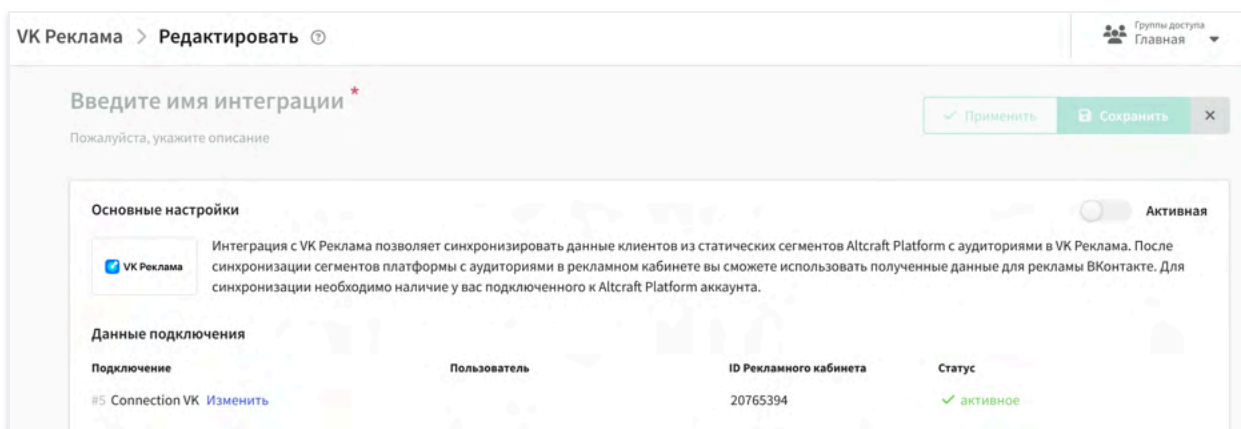 VK Реклама > Редактировать ?
Группы доступа
Главная
Введите имя интеграции *
Пожалуйста, укажите описание
Применить
Сохранить
Основные настройки
Активная
VK Реклама
Интеграция с VK Реклама позволяет синхронизировать данные клиентов из статических сегментов Altcraft Platform с аудиториями в VK Реклама. После
синхронизации сегментов платформы с аудиториями в рекламном кабинете вы сможете использовать полученные данные для рекламы ВКонтакте. Для
синхронизации необходимо наличие у вас подключенного к Altcraft Platform аккаунта.
Данные подключения
Подключение Пользователь ID Рекламного кабинета Статус
#5 Connection VK Изменить 20765394 активное